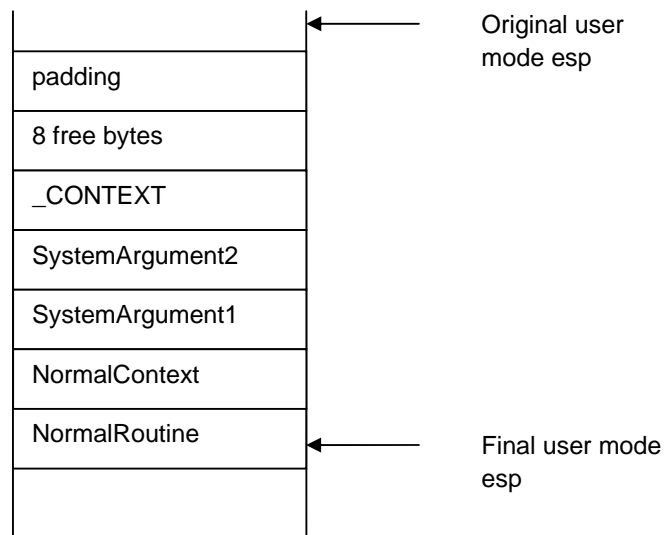 Original user
mode esp
padding
8 free bytes
_CONTEXT
SystemArgument2
SystemArgument1
NormalContext
NormalRoutine
Final user mode
esp